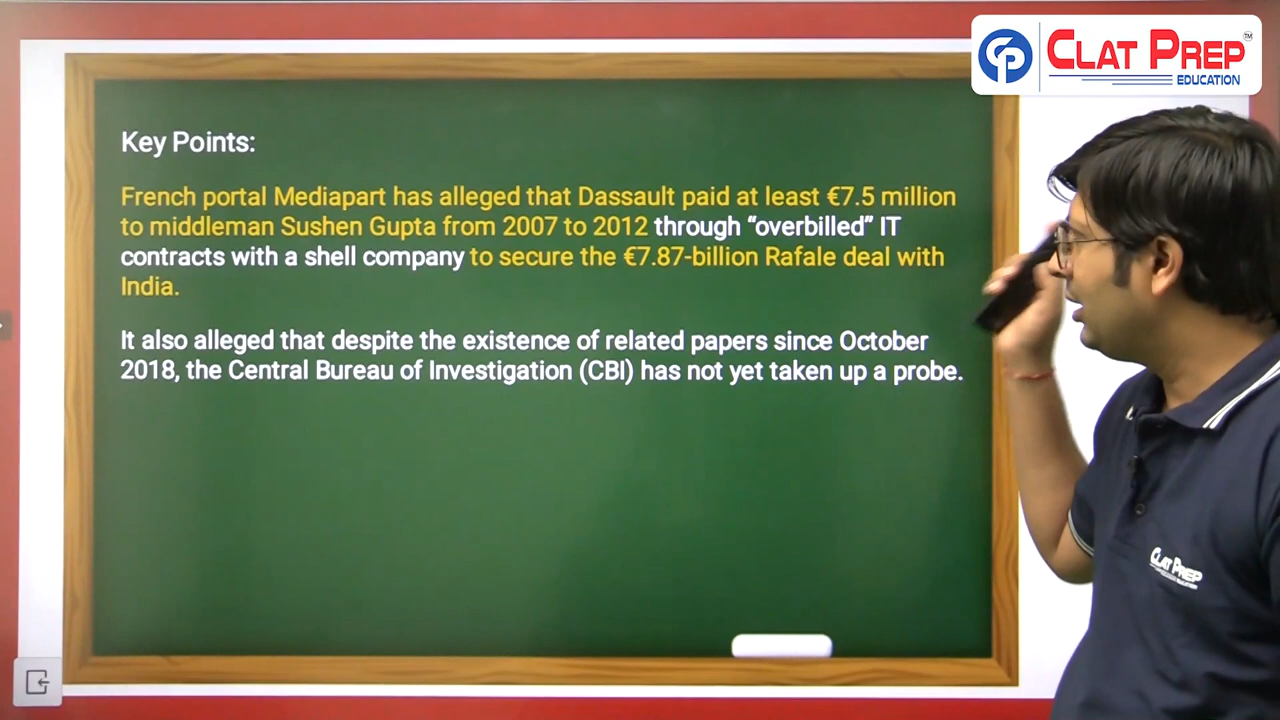 CLAT PREP
TM
EDUCATION
Key Points:
French portal Mediapart has alleged that Dassault paid at least €7.5 million
to middleman Sushen Gupta from 2007 to 2012 through “overbilled” IT
contracts with a shell company to secure the €7.87-billion Rafale deal with
India.
It also alleged that despite the existence of related papers since October
2018, the Central Bureau of Investigation (CBI) has not yet taken up a probe.
CLAT PREP